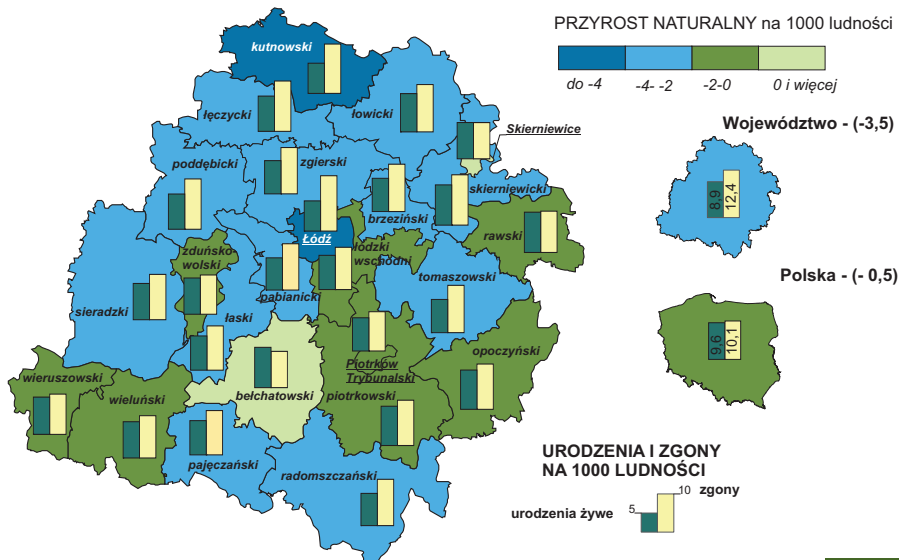 PRZYROST NATURALNY na 1000 ludności
do -4
-4- -2
-2-0
0 i więcej
kutnowski
łęczycki
łowicki
Skierniewice
Województwo - (-3,5)
8,9
12,4
poddębicki
zgierski
skierniewicki
brzeziński
rawski
Łódź
zduńsko-
wolski
łódzki
wschodni
Polska - (- 0,5)
9,6
10,1
sieradzki
pabianicki
tomaszowski
łaski
opoczyński
Piotrków
Trybunalski
wieruszowski
wieluński
bełchatowski
piotrkowski
pajęczański
radomszczański
URODZENIA I ZGONY
NA 1000 LUDNOŚCI
10 zgony
5
urodzenia żywe